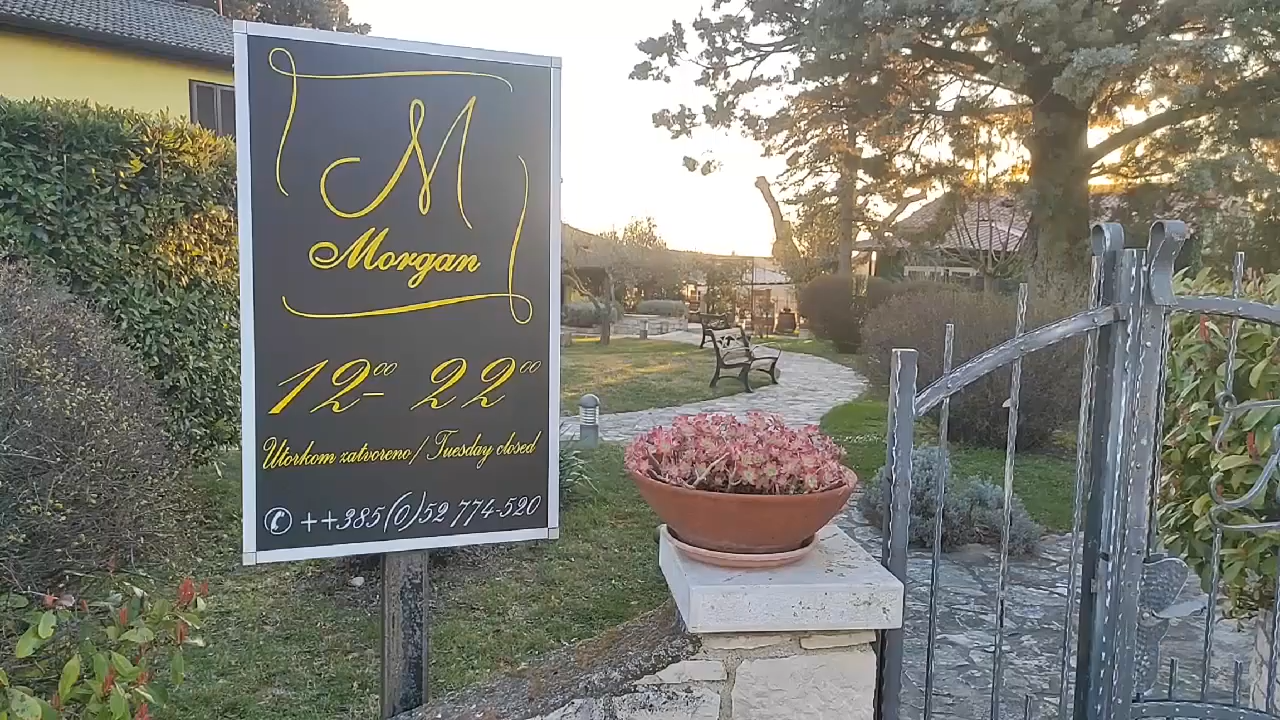 M
Morgan
12⁰⁰- 22⁰⁰
Utorkom zatvoreno/Tuesday closed
✆ ++385(0)52 774-520